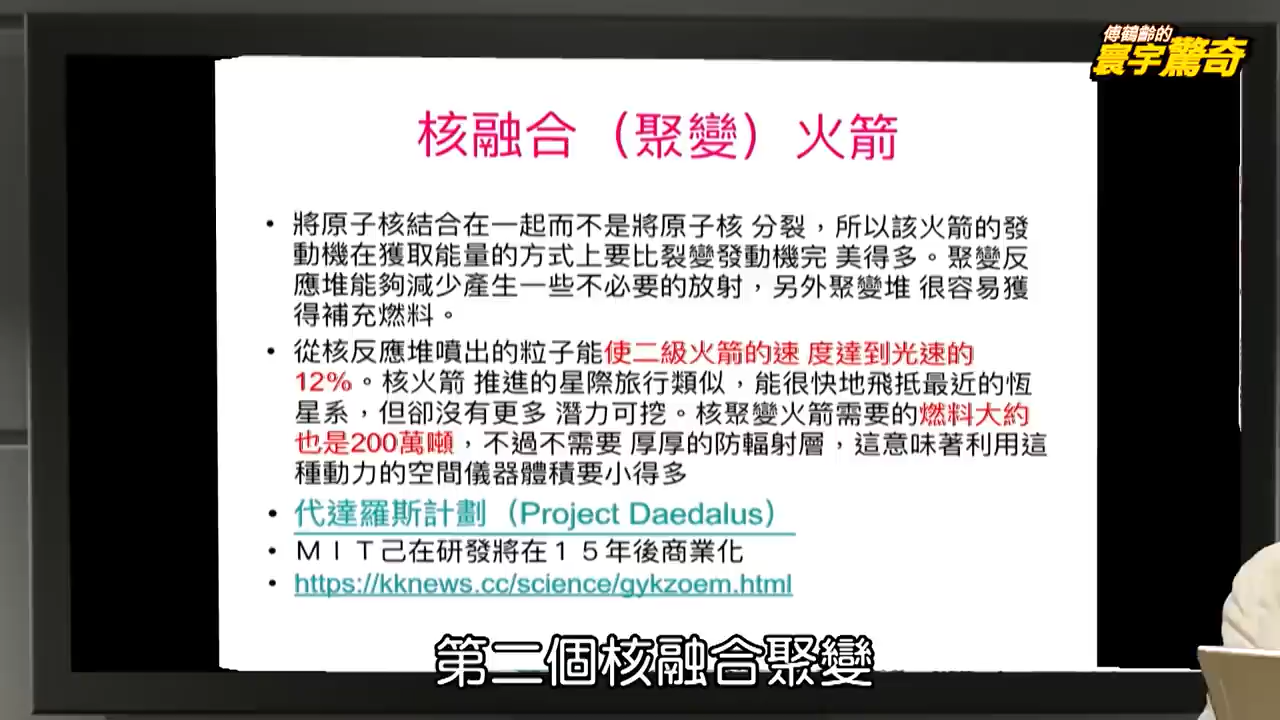 傅鶴齡的
寰宇驚奇
核融合（聚變）火箭
• 將原子核結合在一起而不是將原子核 分裂，所以該火箭的發
動機在獲取能量的方式上要比裂變發動機完 美得多。聚變反
應堆能夠減少產生一些不必要的放射，另外聚變堆 很容易獲
得補充燃料。
• 從核反應堆噴出的粒子能使二級火箭的速 度達到光速的
12%。核火箭 推進的星際旅行類似，能很快地飛抵最近的恆
星系，但卻沒有更多 潛力可挖。核聚變火箭需要的燃料大約
也是200萬噸，不過不需要 厚厚的防輻射層，這意味著利用這
種動力的空間儀器體積要小得多
• 代達羅斯計劃（Project Daedalus）
• ＭＩＴ己在研發將在１５年後商業化
• https://kknews.cc/science/gykzoem.html
第二個核融合聚變